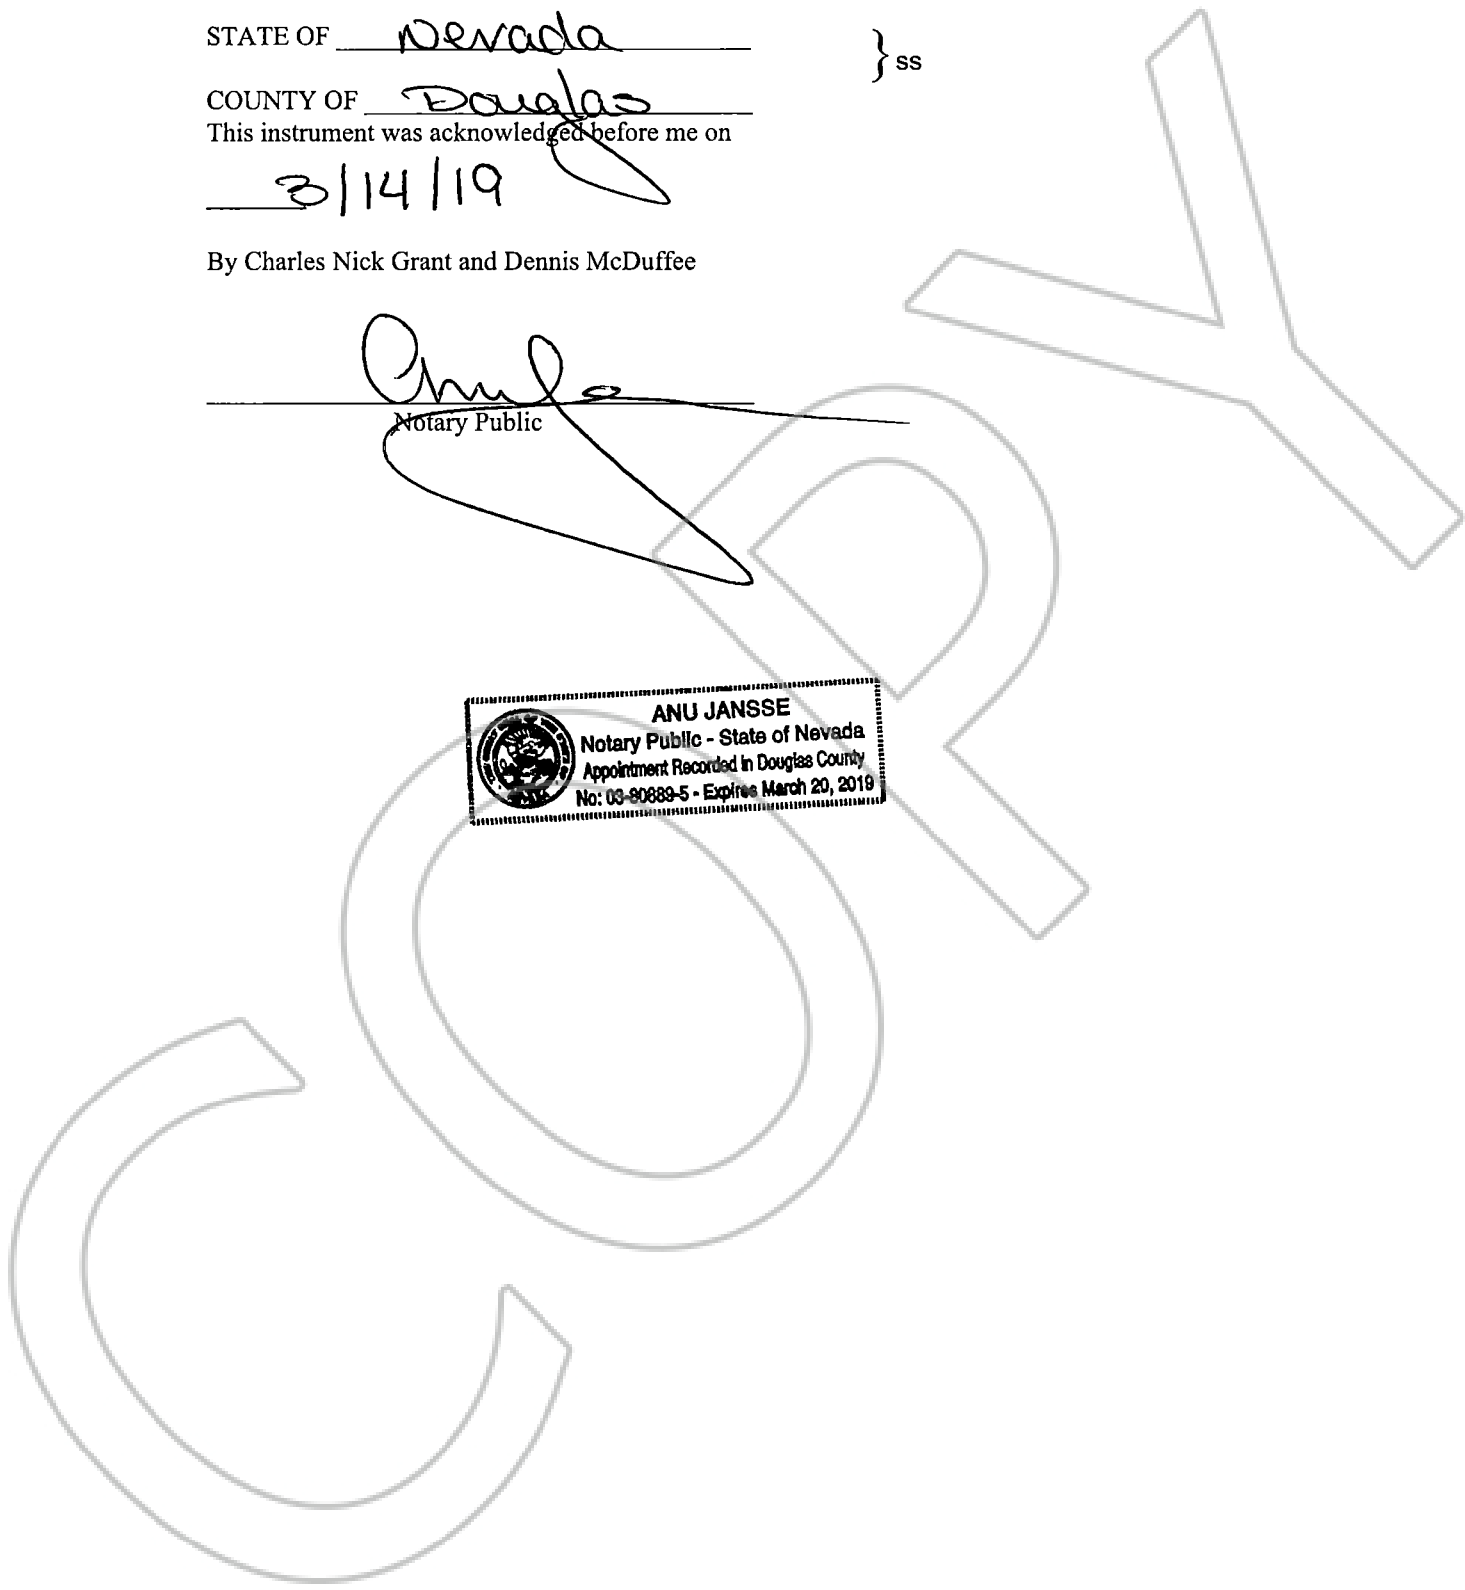 STATE OF Nevada
} ss
COUNTY OF Douglas
This instrument was acknowledged before me on
3/14/19
By Charles Nick Grant and Dennis McDuffee
Notary Public
ANU JANSSE
Notary Public - State of Nevada
Appointment Recorded in Douglas County
No: 03-80889-5 - Expires March 20, 2019
COPY